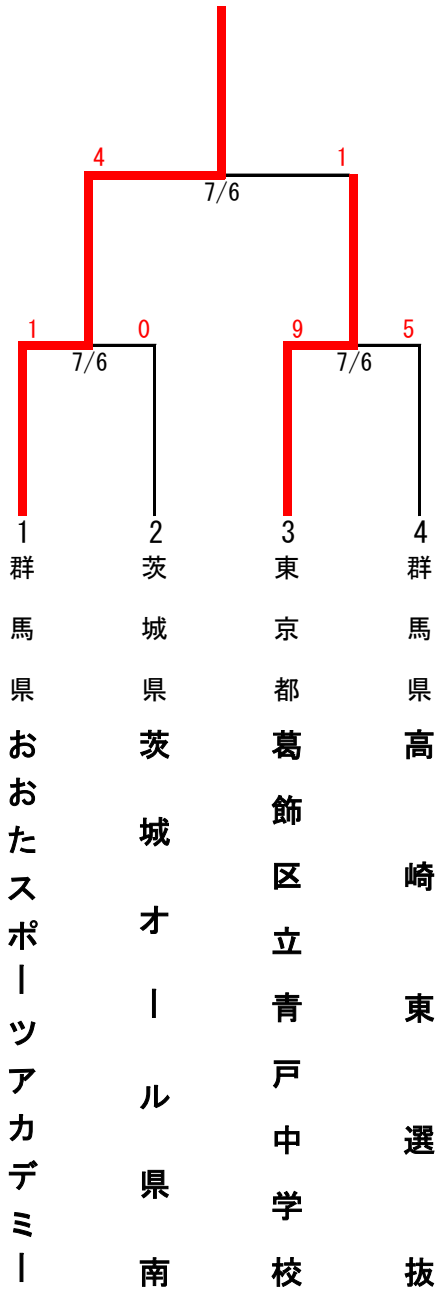 4
1
7/6
1
0
9
5
7/6
7/6
1
2
3
4
群馬県
茨城県
東京都
群馬県
おおたスポーツアカデミー
茨城オール県南
葛飾区立青戸中学校
高崎東選抜